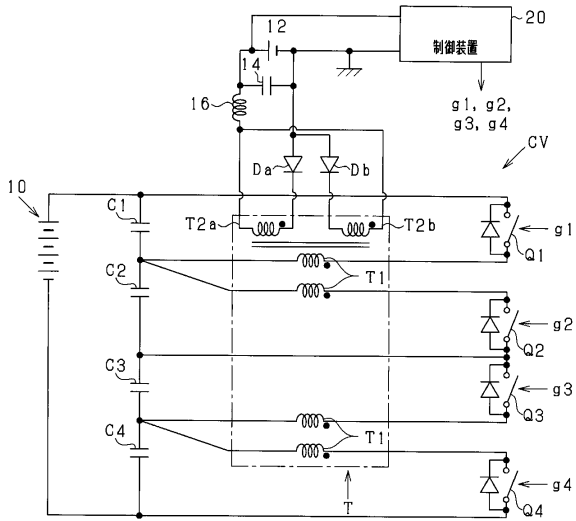 12
20
制御装置
14
16
g1, g2,
g3, g4
CV
Da
Db
10
C1
T2a
T2b
g1
Q1
C2
T1
g2
Q2
C3
g3
Q3
C4
T1
g4
Q4
T